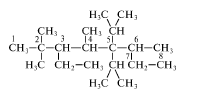 H₃C CH₃
CH₃ CH₃ CH
1 2 3 4 5 6
CH₃—C—CH—CH—C—CH—CH₃
H₃C CH₂—CH₃ CH CH₂—CH₃ 7 8
H₃C CH₃